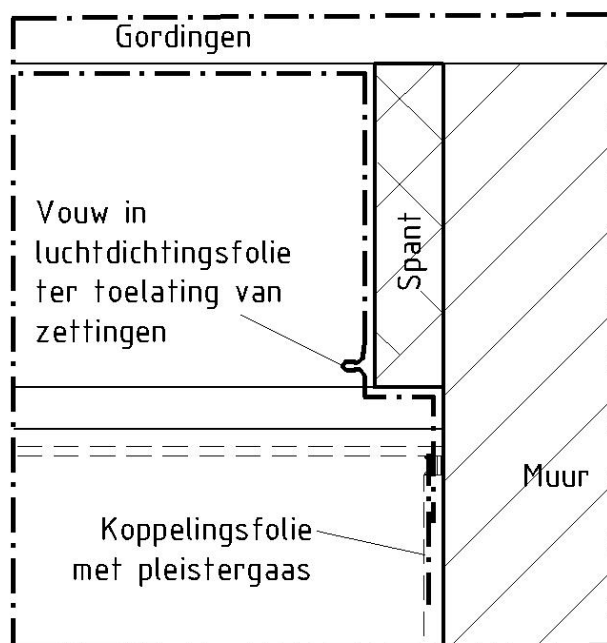 Gordingen
Vouw in
luchtdichtingsfolie
ter toelating van
zettingen
Spant
Muur
Koppelingsfolie
met pleistergaas